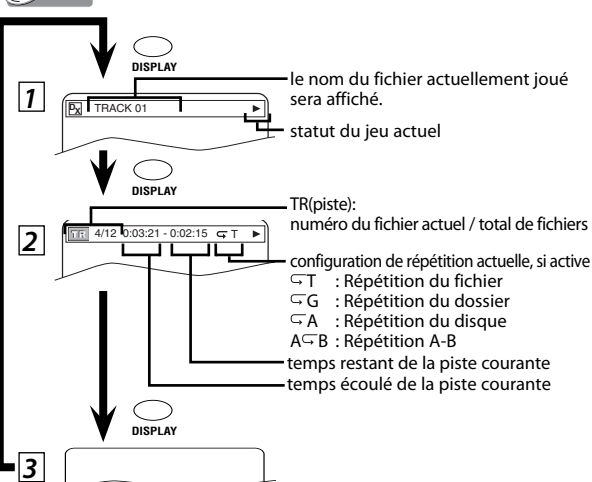 DISPLAY
1
TRACK 01
le nom du fichier actuellement joué
sera affiché.
statut du jeu actuel
DISPLAY
2
TR 4/12 0:03:21 - 0:02:15 T
TR(piste):
numéro du fichier actuel / total de fichiers
configuration de répétition actuelle, si active
T : Répétition du fichier
G : Répétition du dossier
A : Répétition du disque
A B : Répétition A-B
temps restant de la piste courante
temps écoulé de la piste courante
DISPLAY
3